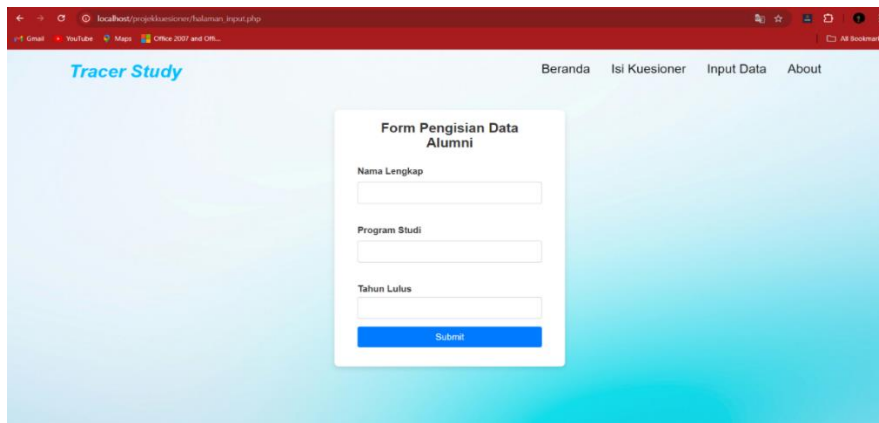 localhost/projekkuesioner/halaman_input.php
Gmail YouTube Maps Office 2007 and Offi... All Bookmar
Tracer Study Beranda Isi Kuesioner Input Data About
Form Pengisian Data
Alumni
Nama Lengkap
Program Studi
Tahun Lulus
Submit